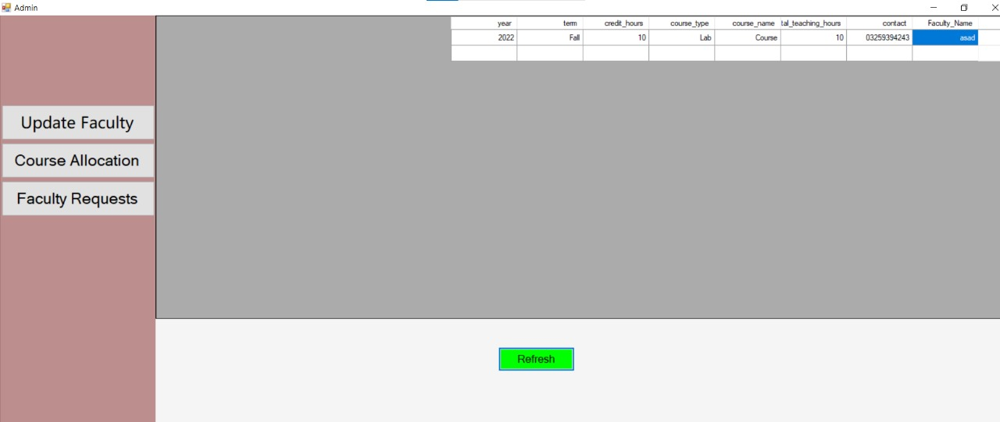 Admin
year term credit_hours course_type course_name tal_teaching_hours contact Faculty_Name
2022 Fall 10 Lab Course 10 03259394243 asad
Update Faculty
Course Allocation
Faculty Requests
Refresh